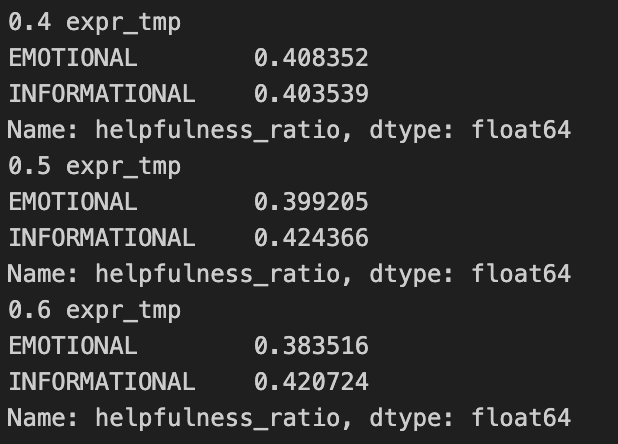 0.4 expr_tmp
EMOTIONAL        0.408352
INFORMATIONAL    0.403539
Name: helpfulness_ratio, dtype: float64
0.5 expr_tmp
EMOTIONAL        0.399205
INFORMATIONAL    0.424366
Name: helpfulness_ratio, dtype: float64
0.6 expr_tmp
EMOTIONAL        0.383516
INFORMATIONAL    0.420724
Name: helpfulness_ratio, dtype: float64